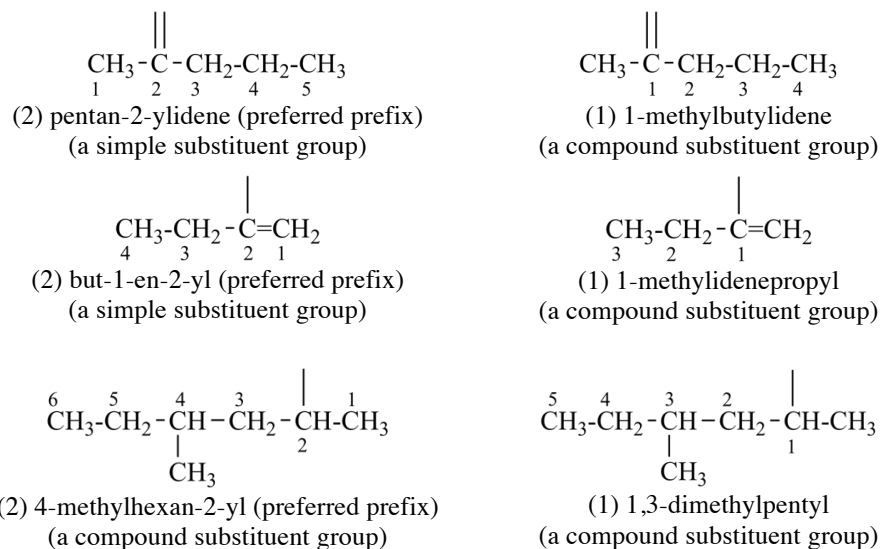 CH₃-C-CH₂-CH₂-CH₃
1 2 3 4 5
(2) pentan-2-ylidene (preferred prefix)
(a simple substituent group)
CH₃-C-CH₂-CH₂-CH₃
1 2 3 4
(1) 1-methylbutylidene
(a compound substituent group)
CH₃-CH₂-C=CH₂
4 3 2 1
(2) but-1-en-2-yl (preferred prefix)
(a simple substituent group)
CH₃-CH₂-C=CH₂
3 2 1
(1) 1-methylidenepropyl
(a compound substituent group)
6 5 4 3 1
CH₃-CH₂-CH-CH₂-CH-CH₃
2
CH₃
(2) 4-methylhexan-2-yl (preferred prefix)
(a compound substituent group)
5 4 3 2
CH₃-CH₂-CH-CH₂-CH-CH₃
1
CH₃
(1) 1,3-dimethylpentyl
(a compound substituent group)